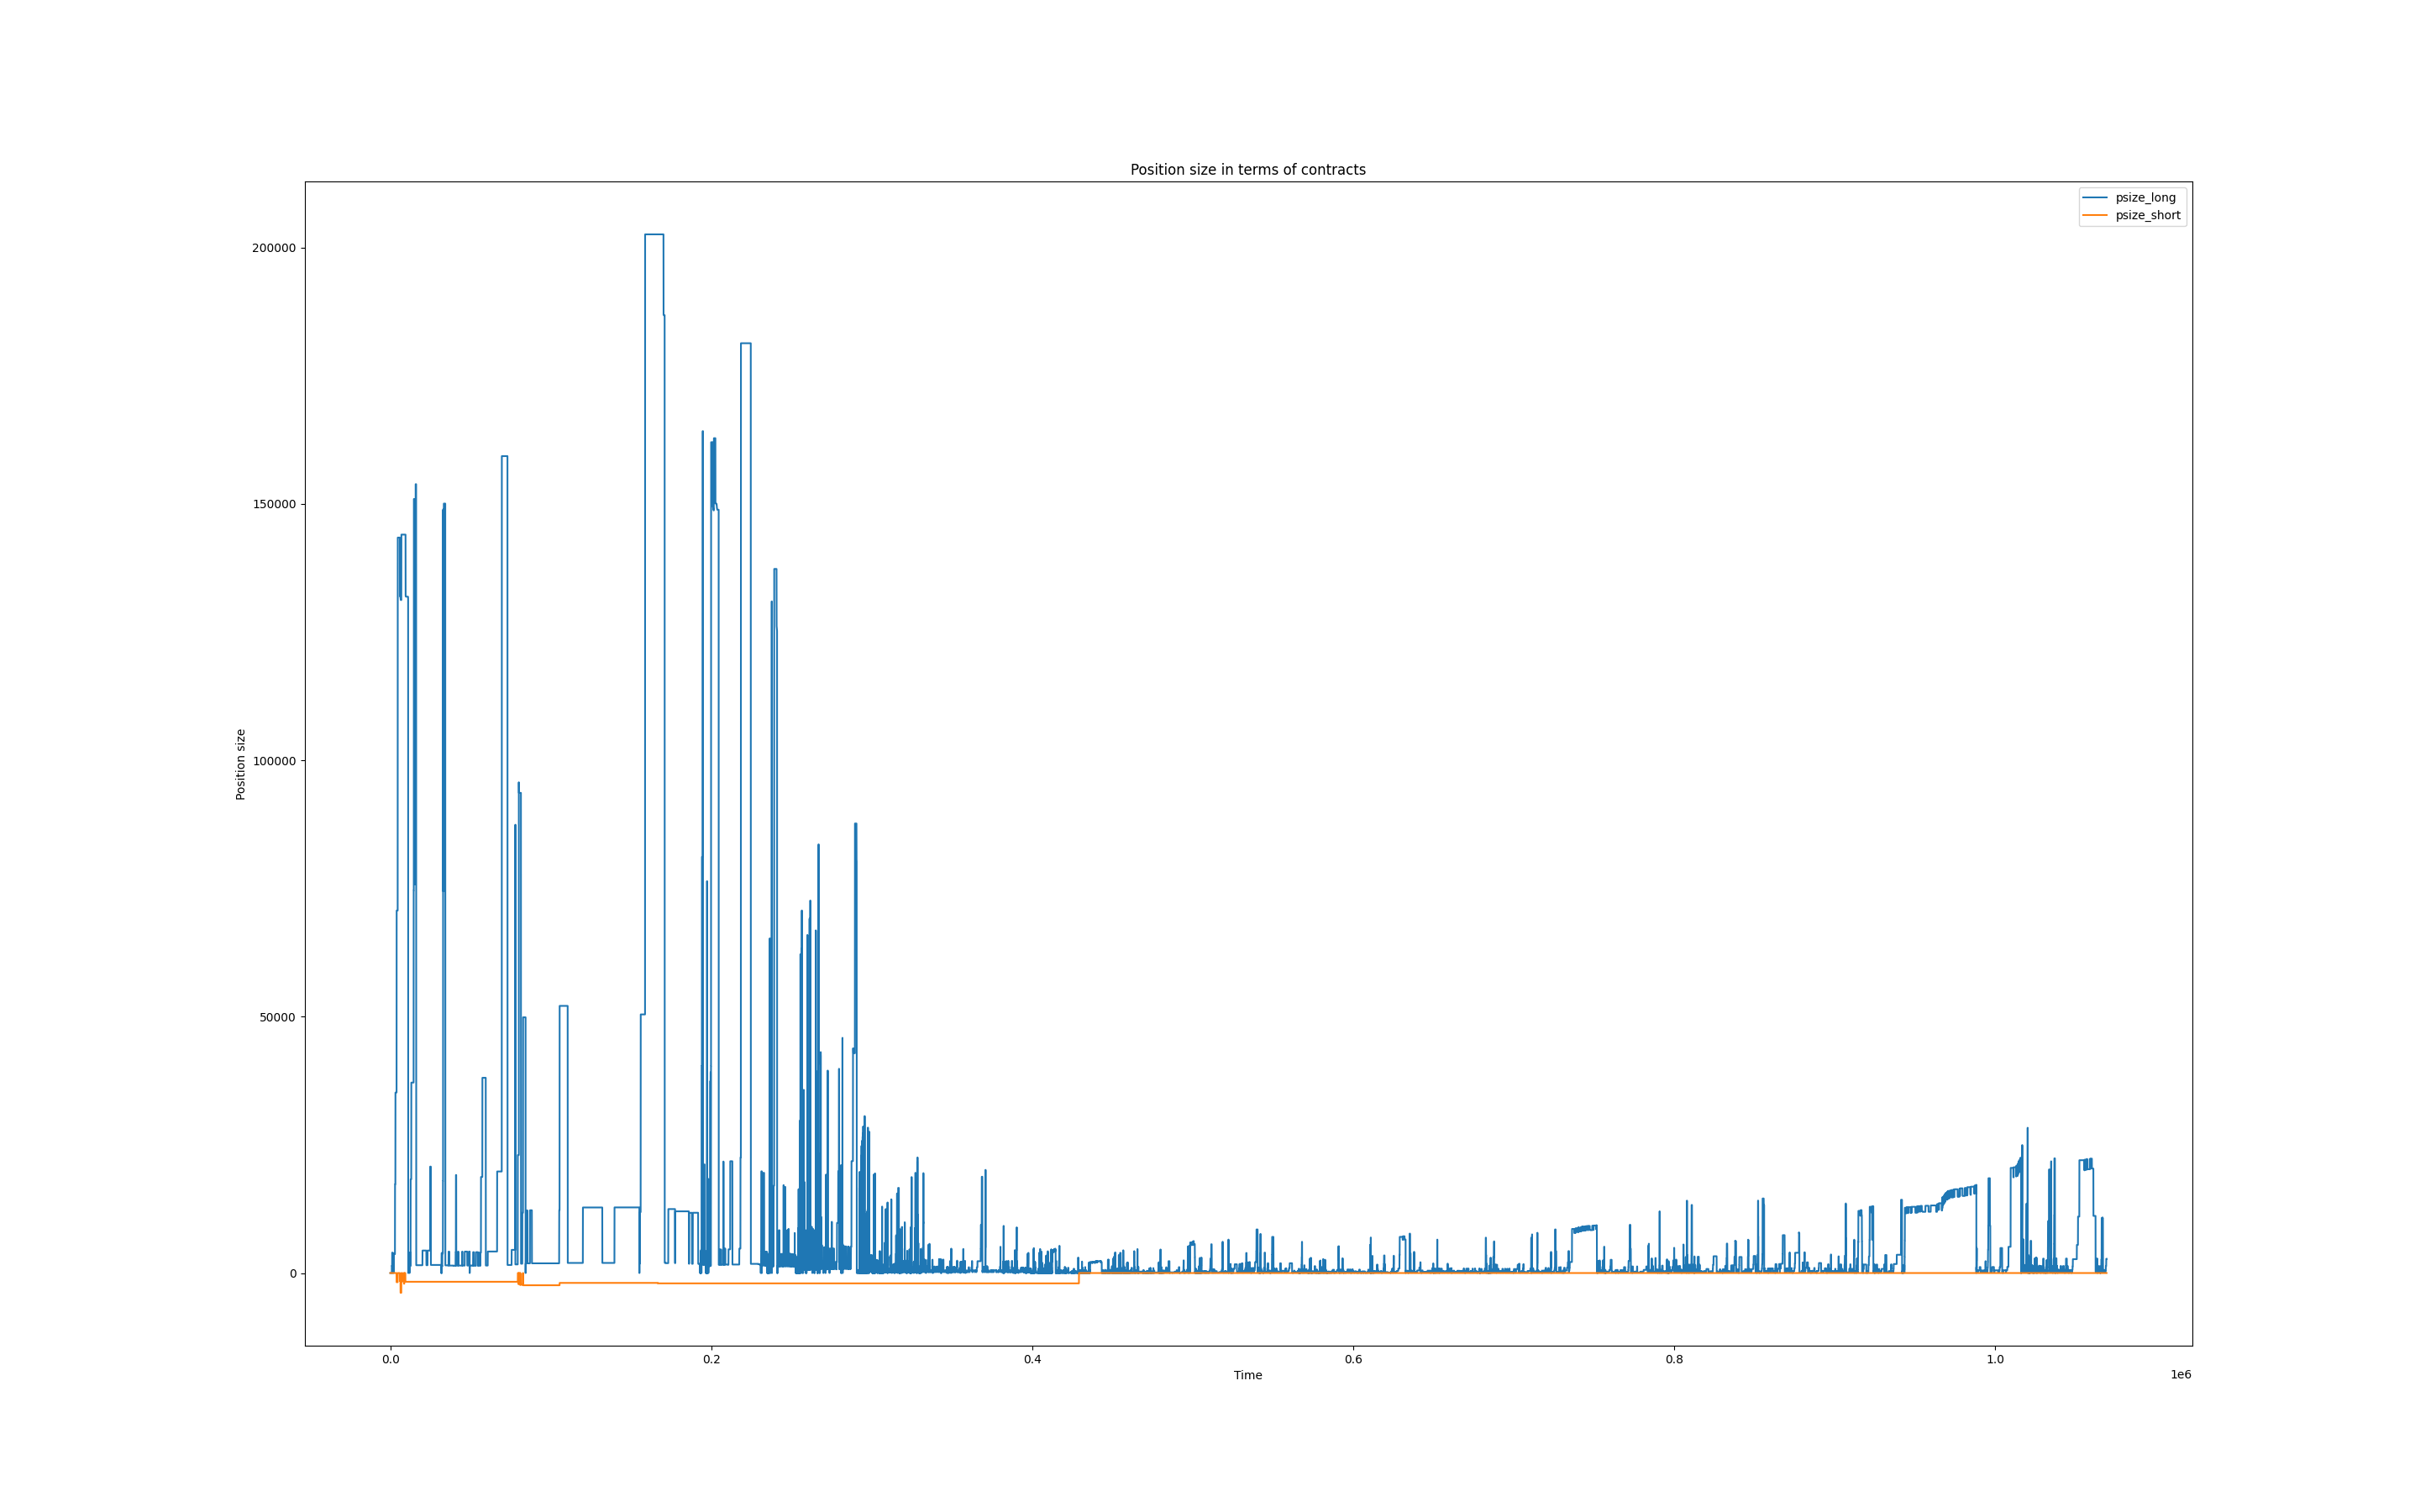 Position size in terms of contracts
psize_long
psize_short
200000
150000
100000
50000
0
Position size
0.0
0.2
0.4
0.6
0.8
1.0
Time
1e6